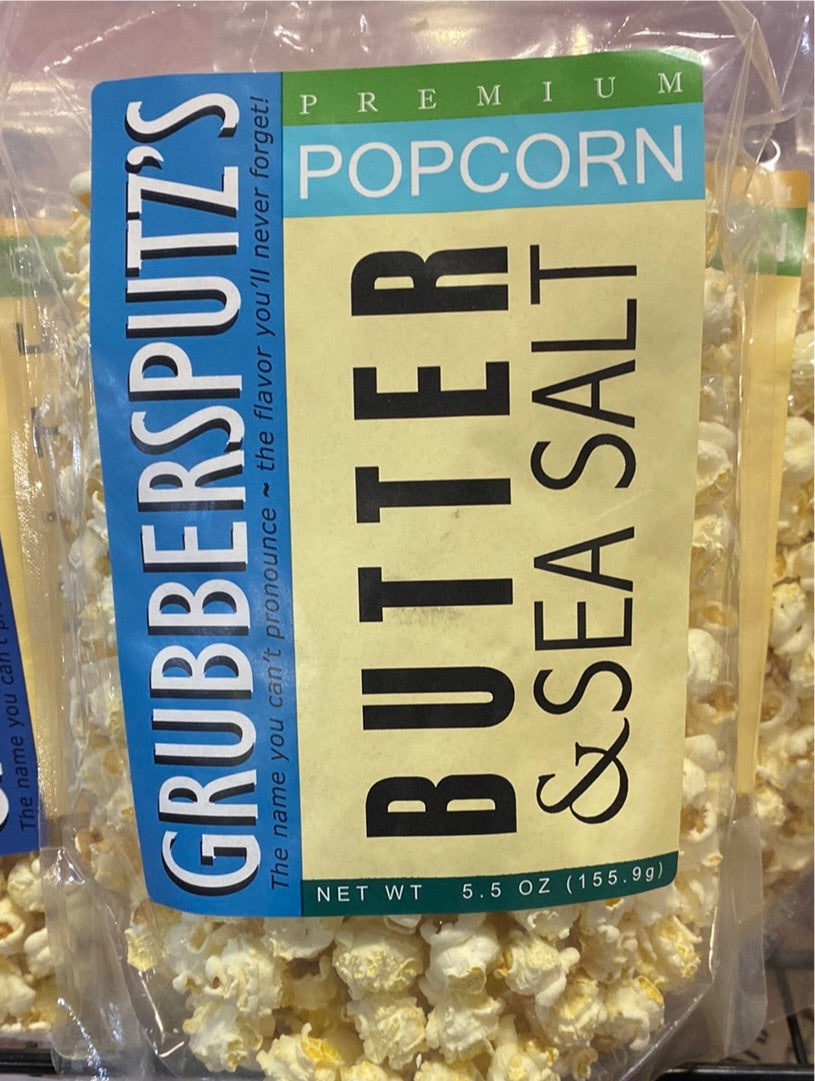 GRUBBERSPUTZ'S
The name you can't pronounce ~ the flavor you'll never forget!
PREMIUM
POPCORN
BUTTER
& SEA SALT
NET WT 5.5 OZ (155.9g)
The name you can't